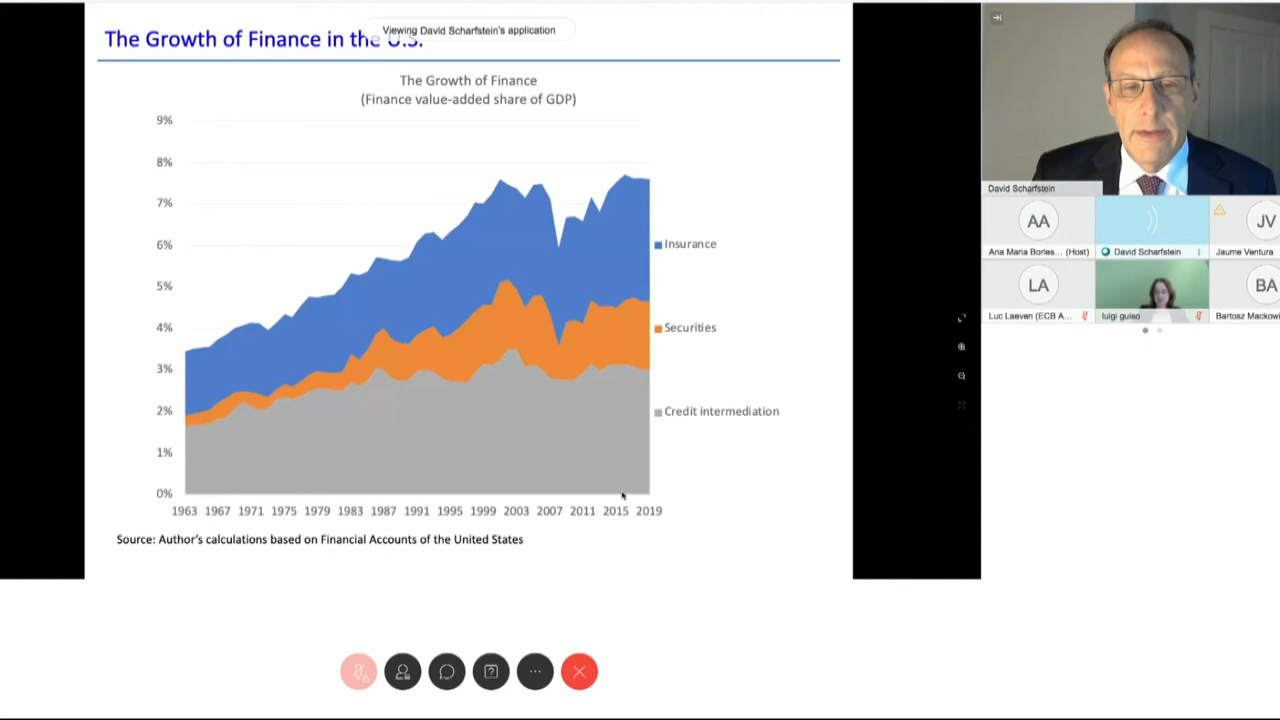 The Growth of Finance in the U.S.
Viewing David Scharfstein's application
The Growth of Finance
(Finance value-added share of GDP)
9%
8%
7%
6%
5%
4%
3%
2%
1%
0%
1963 1967 1971 1975 1979 1983 1987 1991 1995 1999 2003 2007 2011 2015 2019
Insurance
Securities
Credit intermediation
Source: Author's calculations based on Financial Accounts of the United States
David Scharfstein
AA
JV
Ana Maria Borles... (Host)
David Scharfstein
Jaume Ventura
LA
BA
Luc Laeven (ECB A...
luigi guiso
Bartosz Mackowi